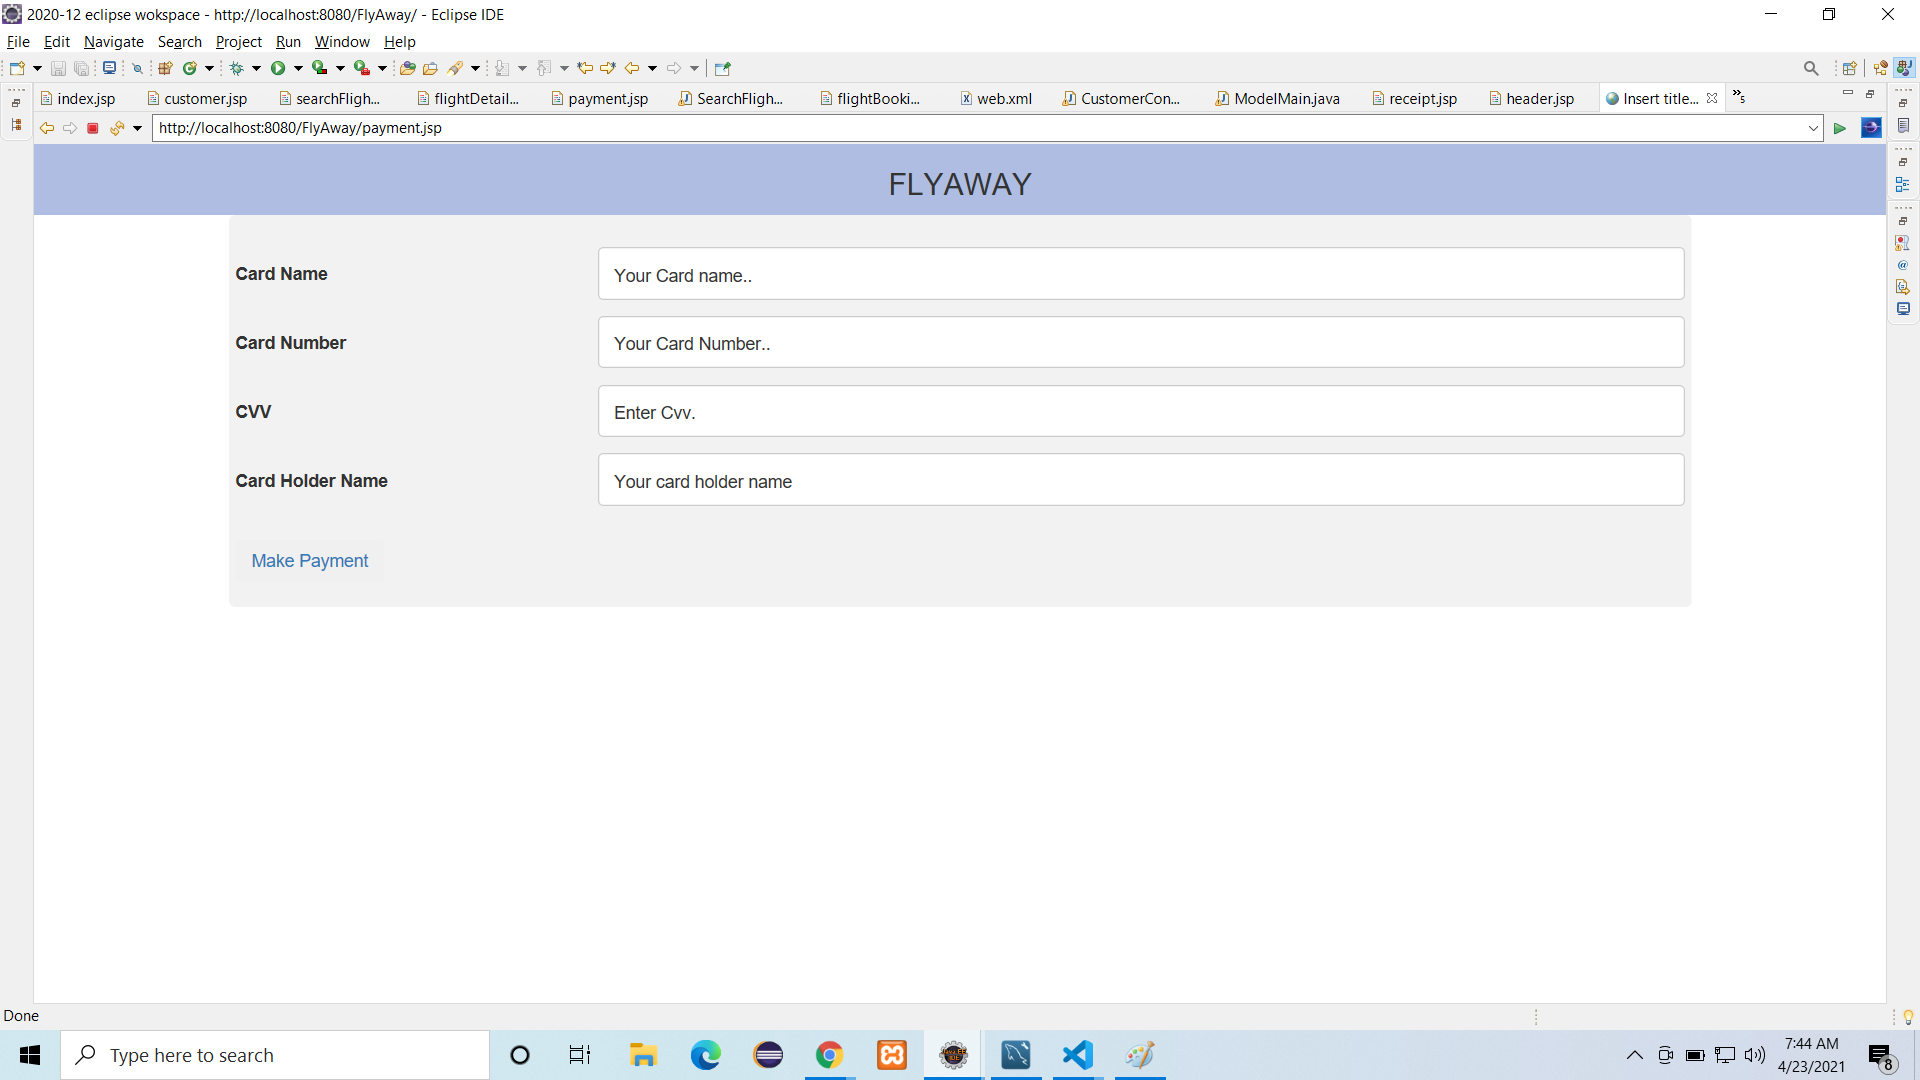 2020-12 eclipse wokspace - http://localhost:8080/FlyAway/ - Eclipse IDE
File Edit Navigate Search Project Run Window Help
index.jsp customer.jsp searchFligh... flightDetail... payment.jsp SearchFligh... flightBooki... web.xml CustomerCon... ModelMain.java receipt.jsp header.jsp Insert title... 5
http://localhost:8080/FlyAway/payment.jsp
FLYAWAY
Card Name Your Card name..
Card Number Your Card Number..
CVV Enter Cvv.
Card Holder Name Your card holder name
Make Payment
Done
Type here to search
7:44 AM
4/23/2021
8